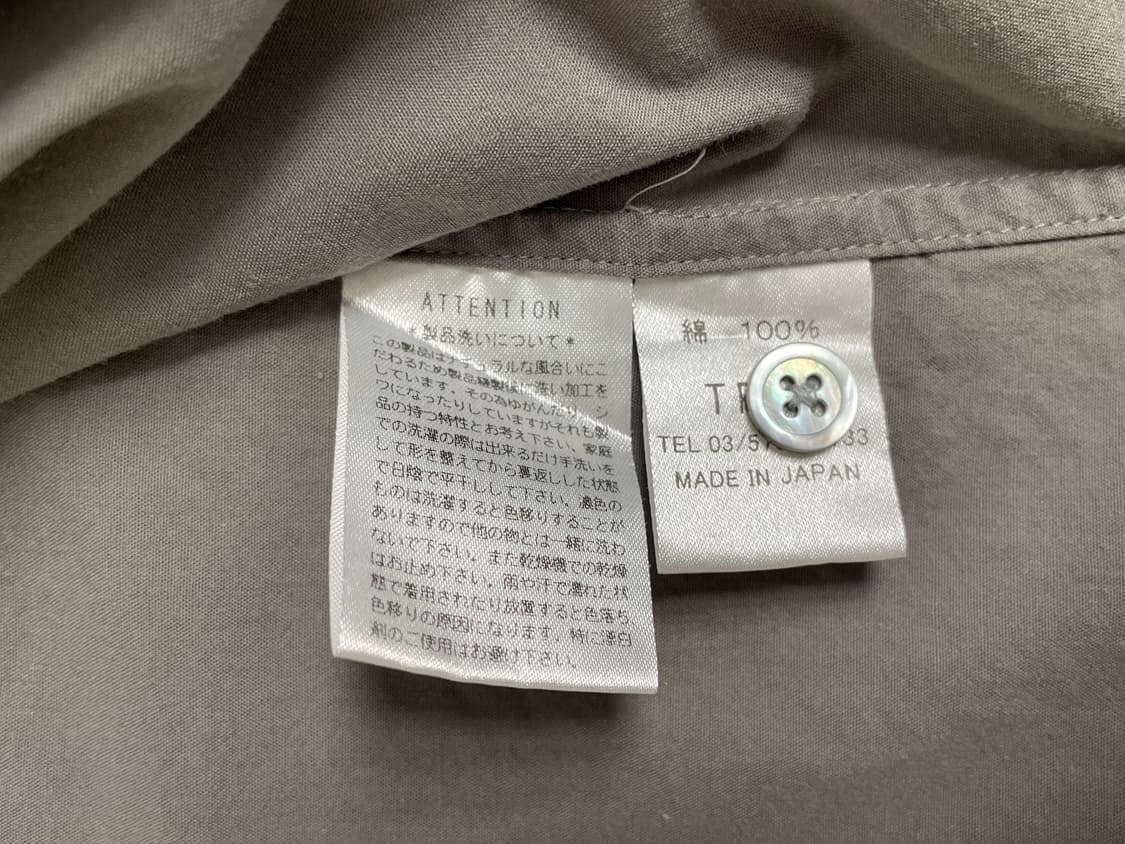 ATTENTION
*製品洗いについて*
この製品はナチュラルな風合いにこ
だわるため製品縫製後に洗い加工を
しています。その為ゆがんだり、シ
ワになったりしていますがそれも製
品の持つ特性とお考え下さい。家庭
での洗濯の際は出来るだけ手洗いを
して形を整えてから裏返しした状態
で日陰で平干しして下さい。濃色の
ものは洗濯すると色移りすることが
ありますので他の物とは一緒に洗わ
ないで下さい。また乾燥機での乾燥
はお止め下さい。雨や汗で濡れた状
態で着用されたり放置すると色落ち
色移りの原因になります。特に漂白
剤のご使用はお避け下さい。
綿 100%
TEL 03/5
33
MADE IN JAPAN